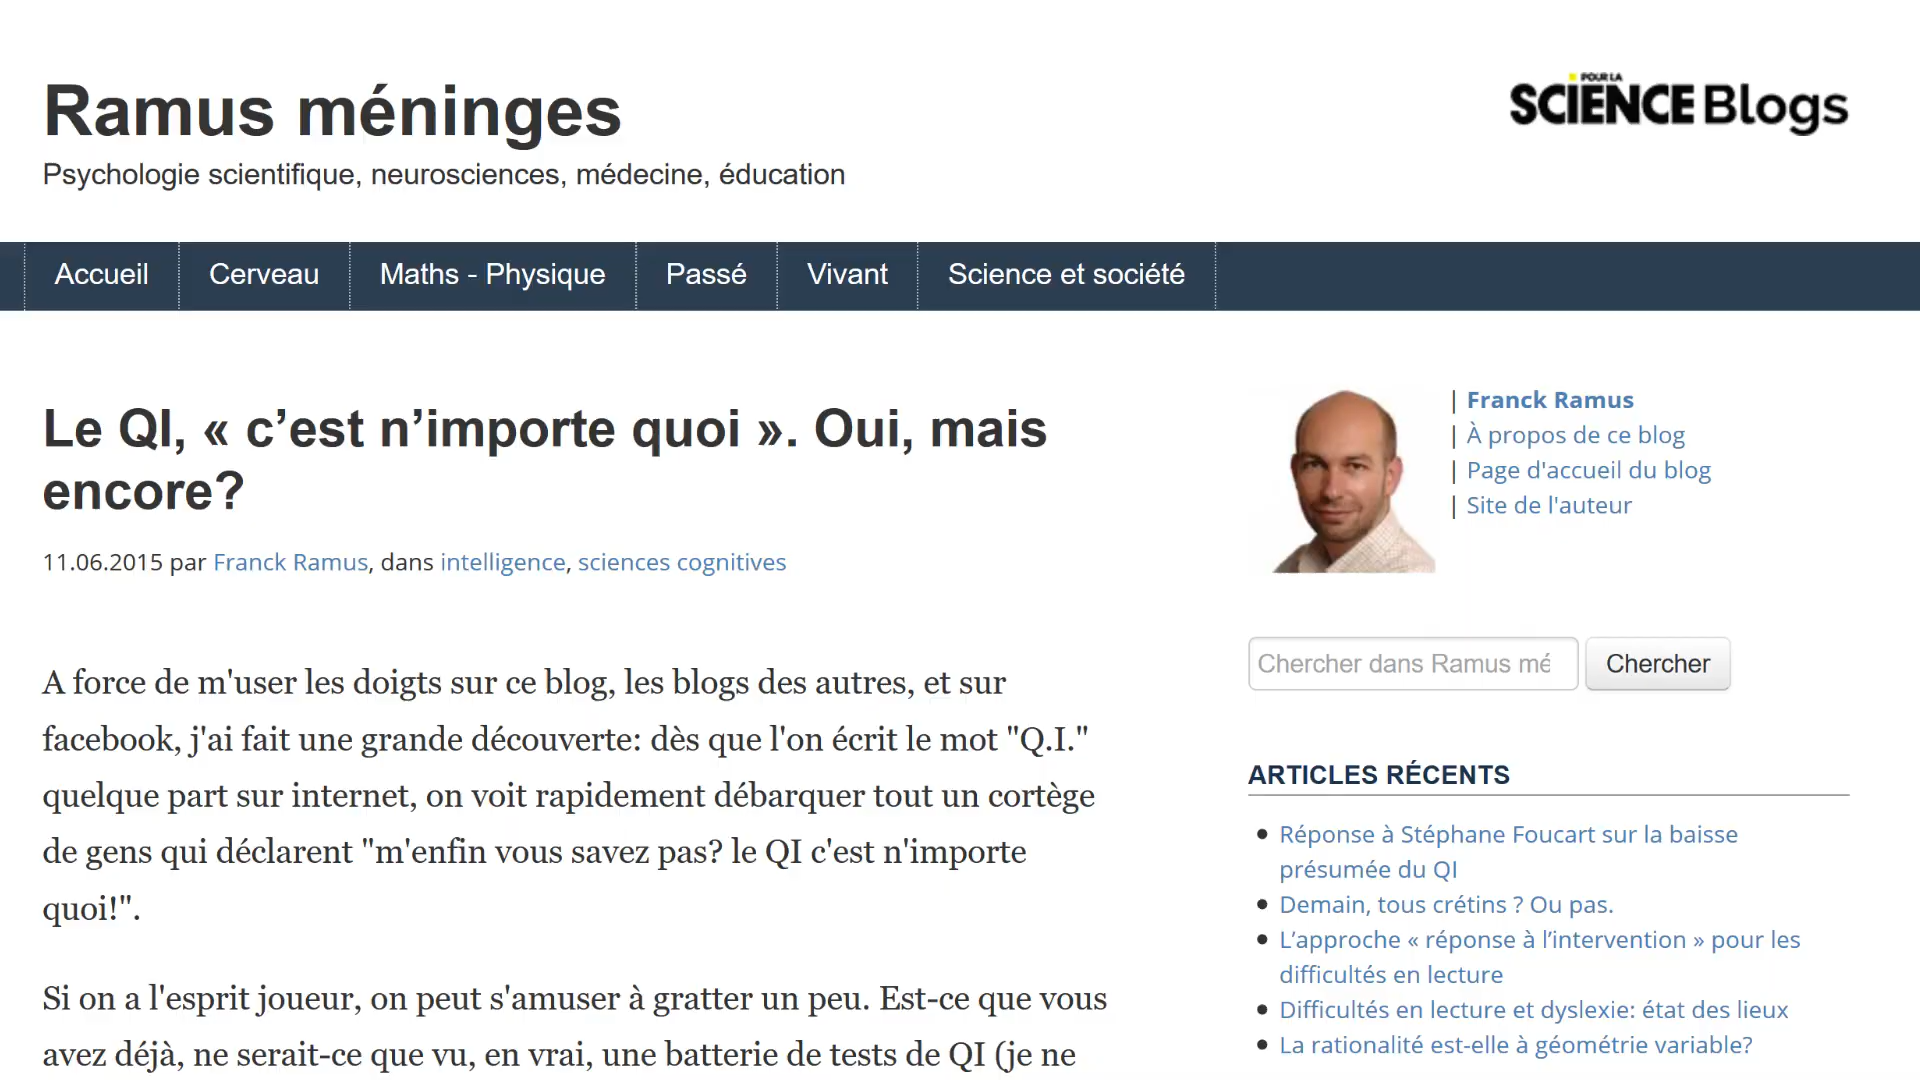 Ramus méninges
Psychologie scientifique, neurosciences, médecine, éducation
POUR LA
SCIENCE Blogs
Accueil
Cerveau
Maths - Physique
Passé
Vivant
Science et société
Le QI, « c’est n’importe quoi ». Oui, mais
encore?
11.06.2015 par Franck Ramus, dans intelligence, sciences cognitives
A force de m'user les doigts sur ce blog, les blogs des autres, et sur
facebook, j'ai fait une grande découverte: dès que l'on écrit le mot "Q.I."
quelque part sur internet, on voit rapidement débarquer tout un cortège
de gens qui déclarent "m'enfin vous savez pas? le QI c'est n'importe
quoi!".
Si on a l'esprit joueur, on peut s'amuser à gratter un peu. Est-ce que vous
avez déjà, ne serait-ce que vu, en vrai, une batterie de tests de QI (je ne
| Franck Ramus
| À propos de ce blog
| Page d'accueil du blog
| Site de l'auteur
Chercher dans Ramus mé
Chercher
ARTICLES RÉCENTS
Réponse à Stéphane Foucart sur la baisse
présumée du QI
Demain, tous crétins ? Ou pas.
L’approche « réponse à l’intervention » pour les
difficultés en lecture
Difficultés en lecture et dyslexie: état des lieux
La rationalité est-elle à géométrie variable?